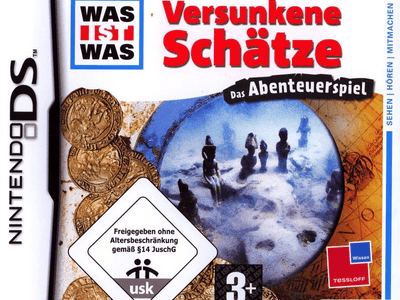 WAS
IST
WAS
Versunkene
Schätze
Das Abenteuerspiel
SEHEN | HÖREN | MITMACHEN
NINTENDO DS™
Freigegeben ohne
Altersbeschränkung
gemäß §14 JuSchG
usk
3+
Wissen
TESSLOFF